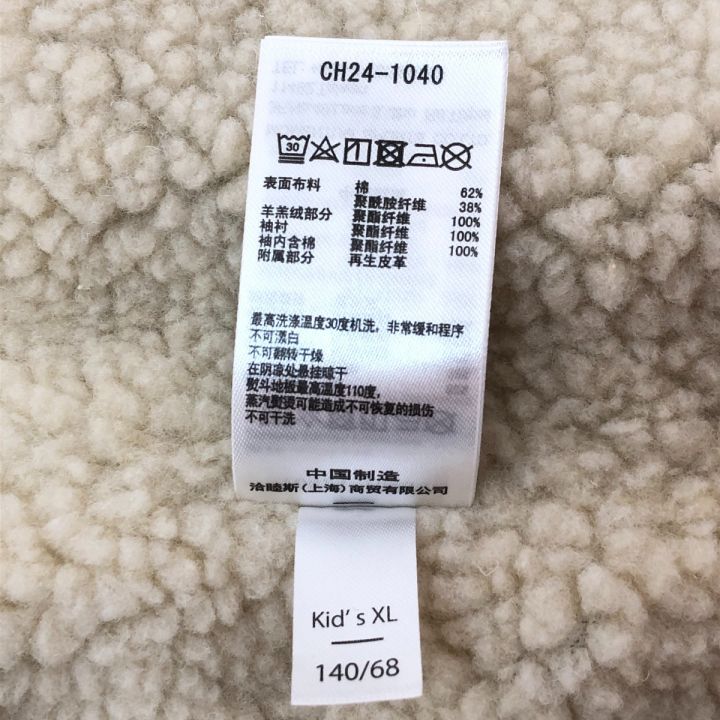 CH24-1040
30
表面布料 棉 62%
聚酰胺纤维 38%
羊羔绒部分 聚酯纤维 100%
袖衬 聚酯纤维 100%
袖内含棉 聚酯纤维 100%
附属部分 再生皮革
最高洗涤温度30度机洗，非常缓和程序
不可漂白
不可翻转干燥
在阴凉处悬挂晾干
熨斗地板最高温度110度，
蒸汽熨烫可能造成不可恢复的损伤
不可干洗
中国制造
洽睦斯(上海)商贸有限公司
Kid's XL
140/68